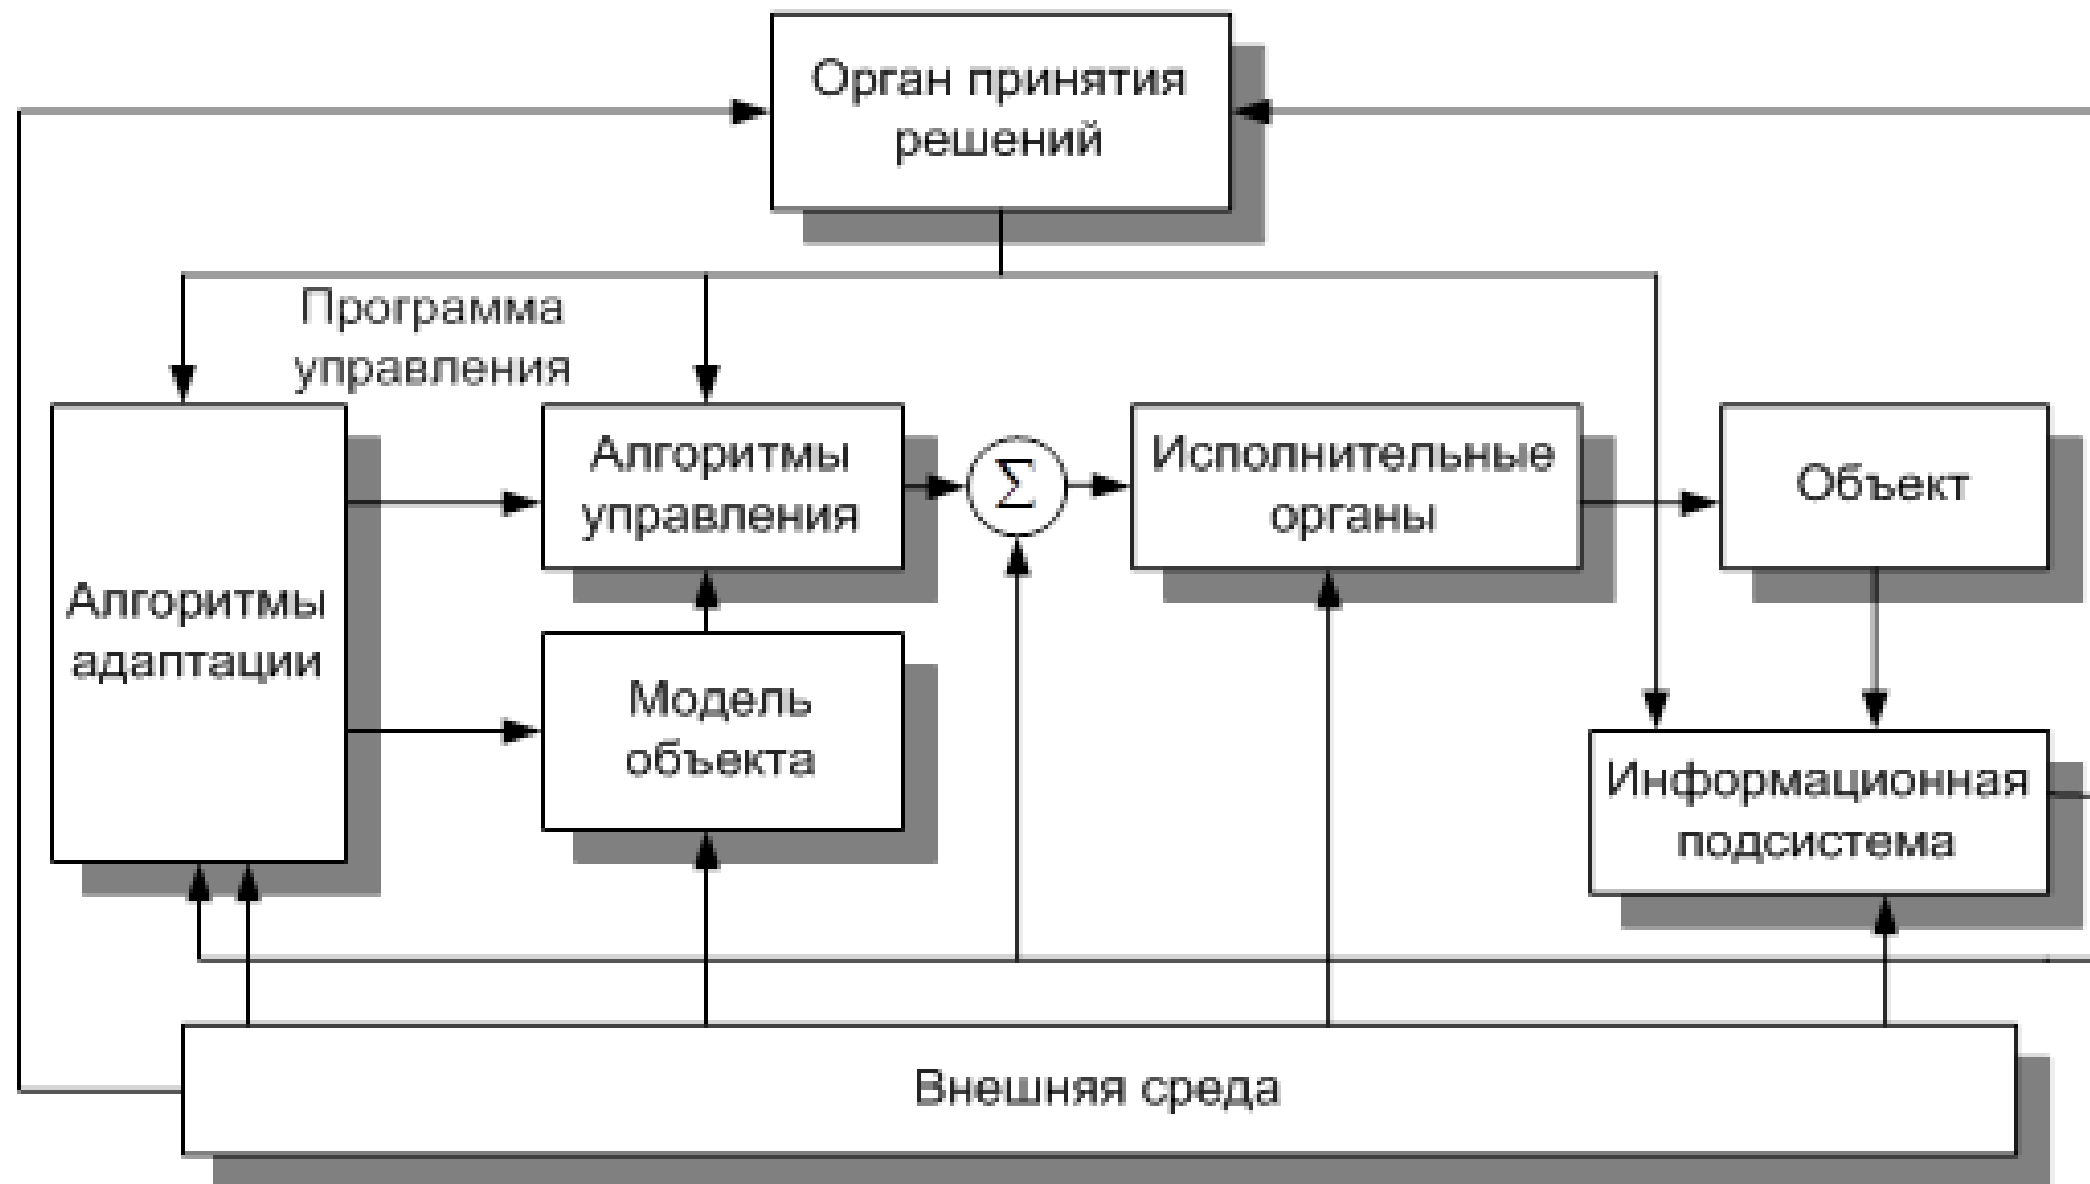 Орган принятия
решений
Программа
управления
Алгоритмы
адаптации
Алгоритмы
управления
Σ
Исполнительные
органы
Объект
Модель
объекта
Информационная
подсистема
Внешняя среда